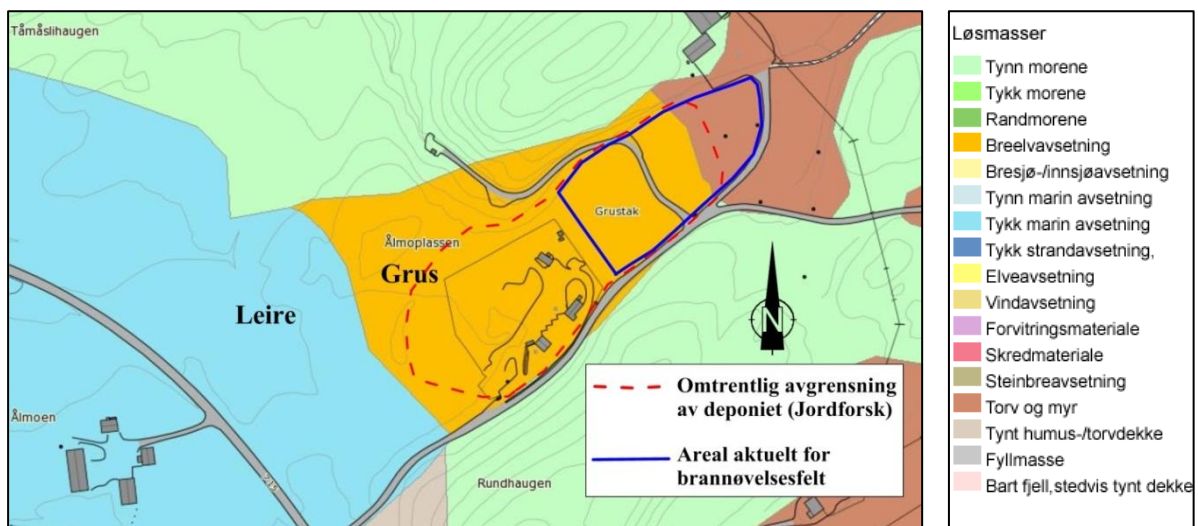 Tåmåslihaugen
Grustak
Ålmoplassen
Grus
Leire
N
Omtrentlig avgrensning
av deponiet (Jordforsk)
Areal aktuelt for
brannøvelsesfelt
Ålmoen
Rundhaugen
Løsmasser
Tynn morene
Tykk morene
Randmorene
Breelvavsetning
Bresjø-/innsjøavsetning
Tynn marin avsetning
Tykk marin avsetning
Tykk strandavsetning,
Elveavsetning
Vindavsetning
Forvitringsmateriale
Skredmateriale
Steinbreavsetning
Torv og myr
Tynt humus-/torvdekke
Fyllmasse
Bart fjell,stedvis tynt dekke